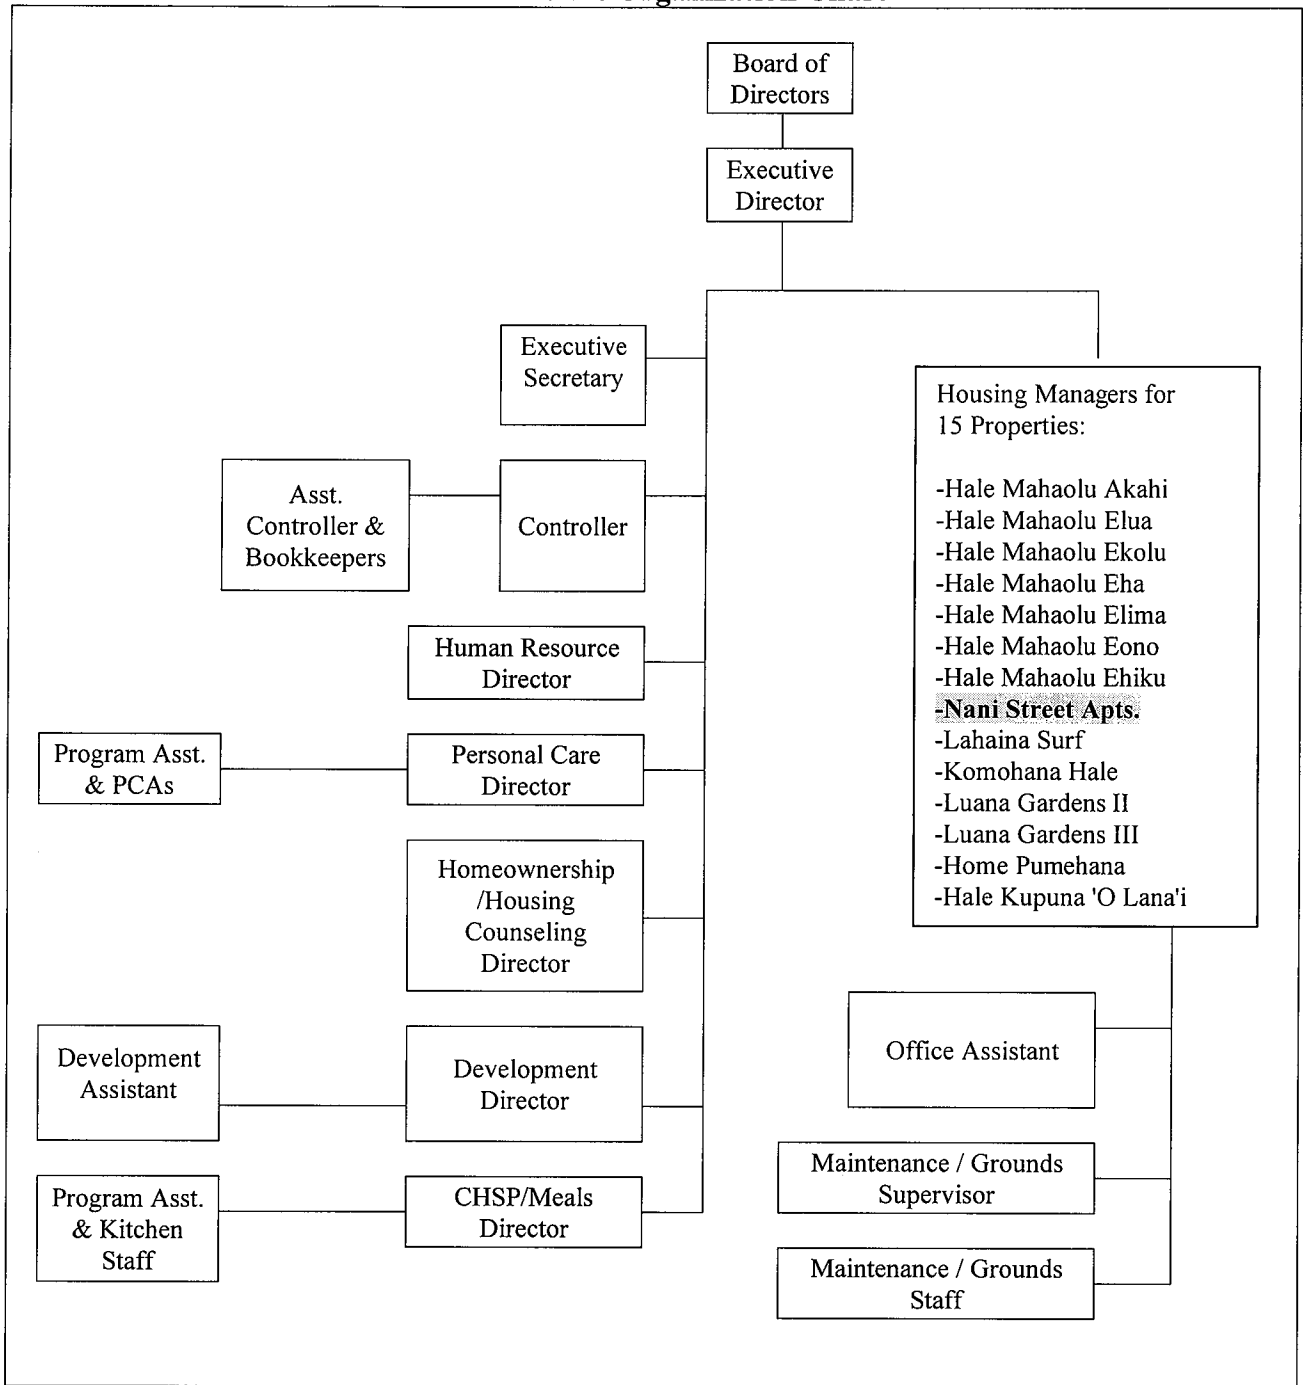 Board of
Directors
Executive
Director
Executive
Secretary
Asst.
Controller &
Bookkeepers
Controller
Human Resource
Director
Program Asst.
& PCAs
Personal Care
Director
Homeownership
/Housing
Counseling
Director
Development
Assistant
Development
Director
Program Asst.
& Kitchen
Staff
CHSP/Meals
Director
Housing Managers for
15 Properties:
-Hale Mahaolu Akahi
-Hale Mahaolu Elua
-Hale Mahaolu Ekolu
-Hale Mahaolu Eha
-Hale Mahaolu Elima
-Hale Mahaolu Eono
-Hale Mahaolu Ehiku
-Nani Street Apts.
-Lahaina Surf
-Komohana Hale
-Luana Gardens II
-Luana Gardens III
-Home Pumehana
-Hale Kupuna 'O Lana'i
Office Assistant
Maintenance / Grounds
Supervisor
Maintenance / Grounds
Staff